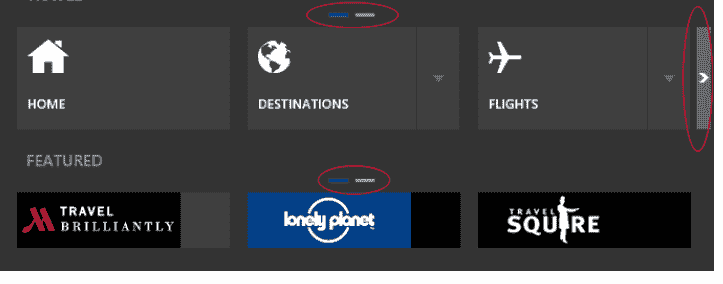 HOME
DESTINATIONS
FLIGHTS
FEATURED
TRAVEL
BRILLIANTLY
lonely planet
TRAVEL
SQUIRE